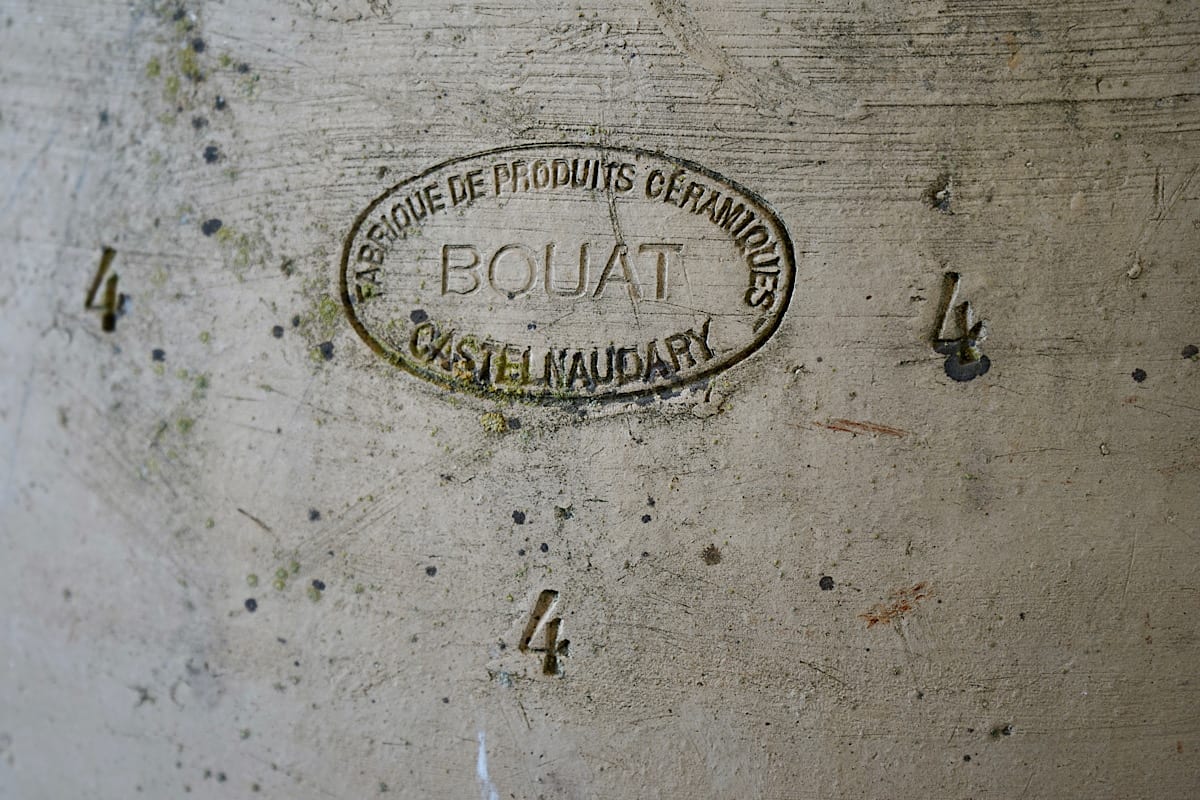 FABRIQUE DE PRODUITS CÉRAMIQUES
BOUAT
CASTELNAUDARY
4
4
4